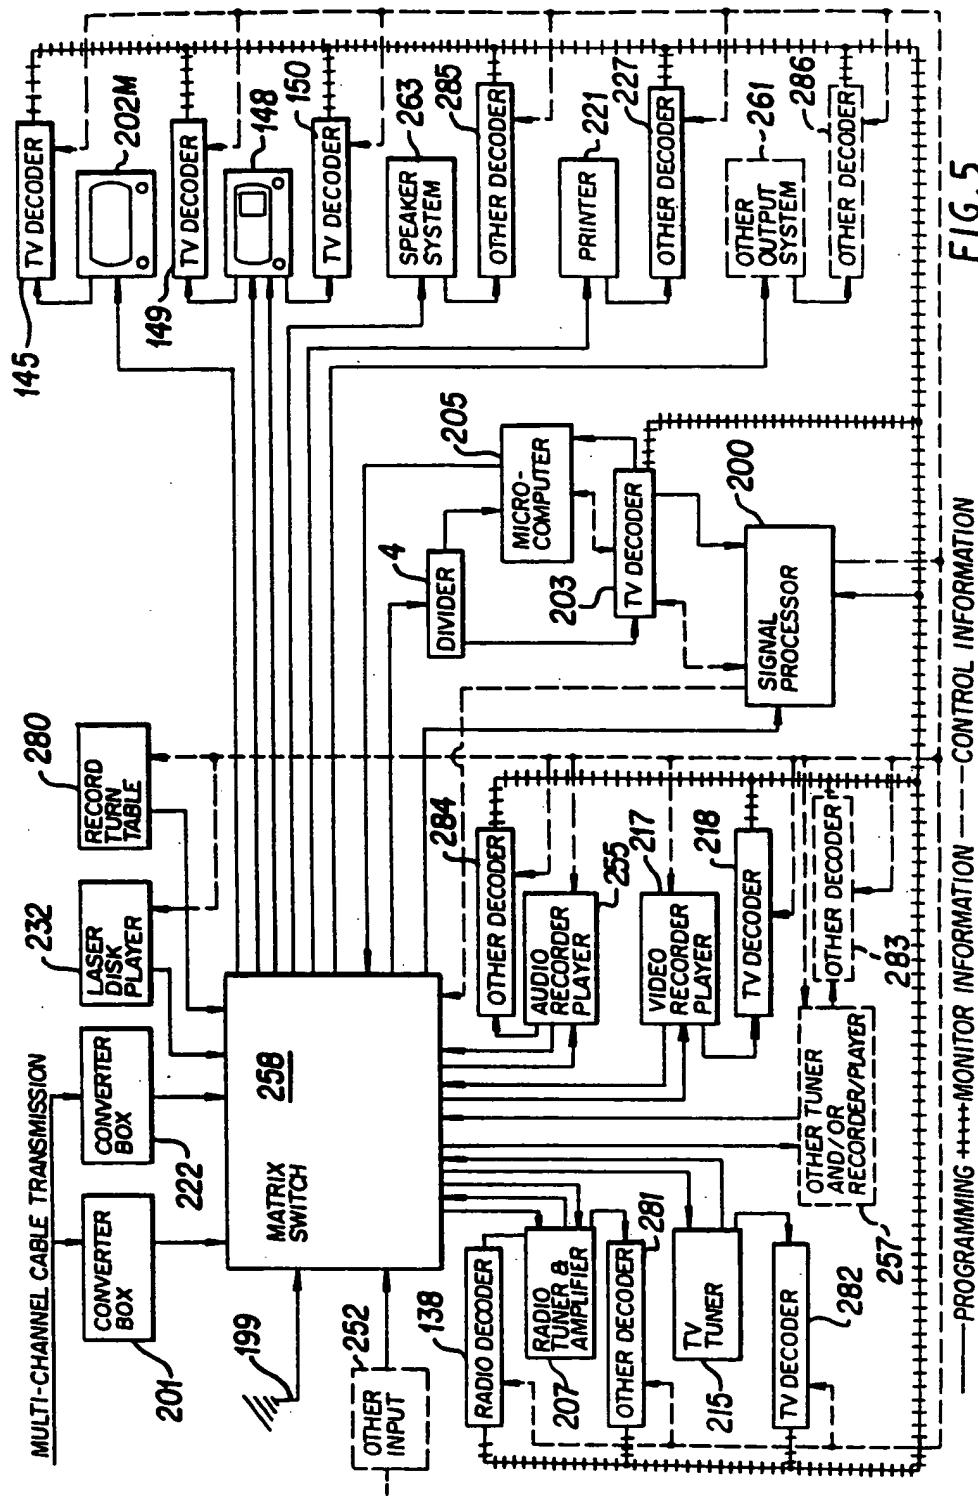 MULTI-CHANNEL CABLE TRANSMISSION
201
CONVERTER
BOX
222
CONVERTER
BOX
232
LASER
DISK
PLAYER
280
RECORD
TURN
TABLE
199
252
OTHER
INPUT
MATRIX
SWITCH
258
145
TV DECODER
202M
149
TV DECODER
148
150
TV DECODER
SPEAKER
SYSTEM
263
OTHER DECODER
285
PRINTER
221
OTHER DECODER
227
OTHER
OUTPUT
SYSTEM
261
OTHER DECODER
286
DIVIDER
4
MICRO-
COMPUTER
205
203
TV DECODER
SIGNAL
PROCESSOR
200
138
RADIO DECODER
207
RADIO
TUNER &
AMPLIFIER
OTHER DECODER
281
215
TV
TUNER
TV DECODER
282
284
OTHER DECODER
AUDIO
RECORDER
PLAYER
255
VIDEO
RECORDER
PLAYER
217
TV DECODER
218
OTHER TUNER
AND/OR
RECORDER/PLAYER
257
OTHER DECODER
283
PROGRAMMING MONITOR INFORMATION CONTROL INFORMATION
FIG. 5